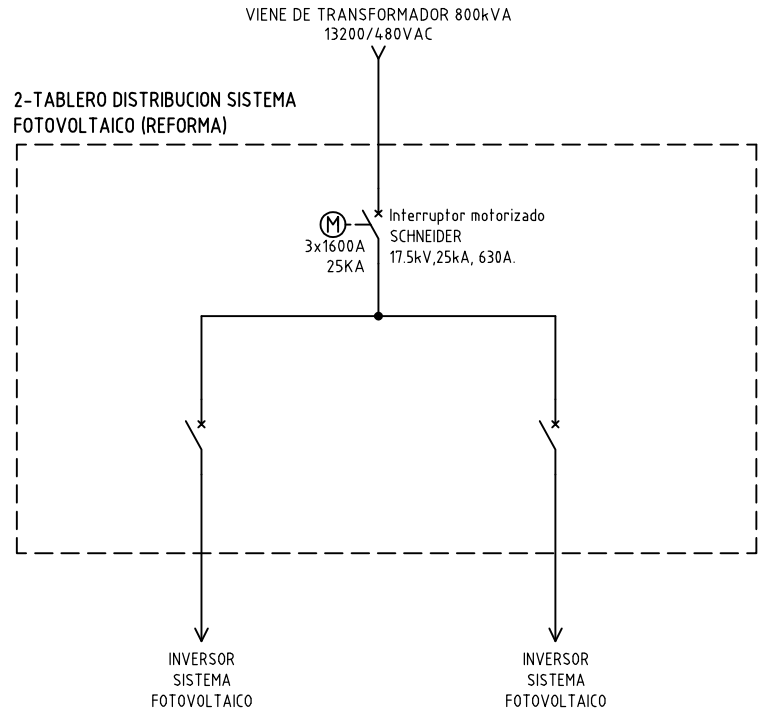 VIENE DE TRANSFORMADOR 800kVA
13200/480VAC
2-TABLERO DISTRIBUCION SISTEMA
FOTOVOLTAICO (REFORMA)
M
3x1600A
25KA
Interruptor motorizado
SCHNEIDER
17.5kV,25kA, 630A.
INVERSOR
SISTEMA
FOTOVOLTAICO
INVERSOR
SISTEMA
FOTOVOLTAICO